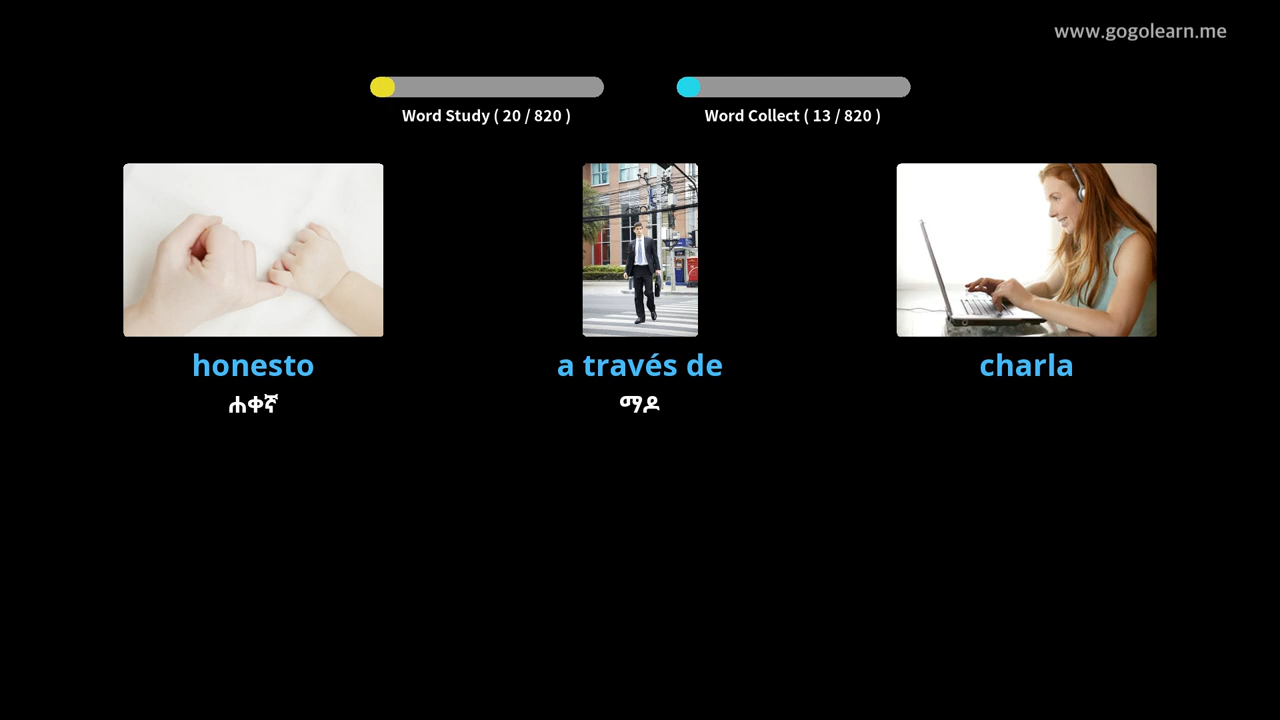 www.gogolearn.me
Word Study ( 20 / 820 )
Word Collect ( 13 / 820 )
honesto
ሐቀኛ
a través de
ማዶ
charla